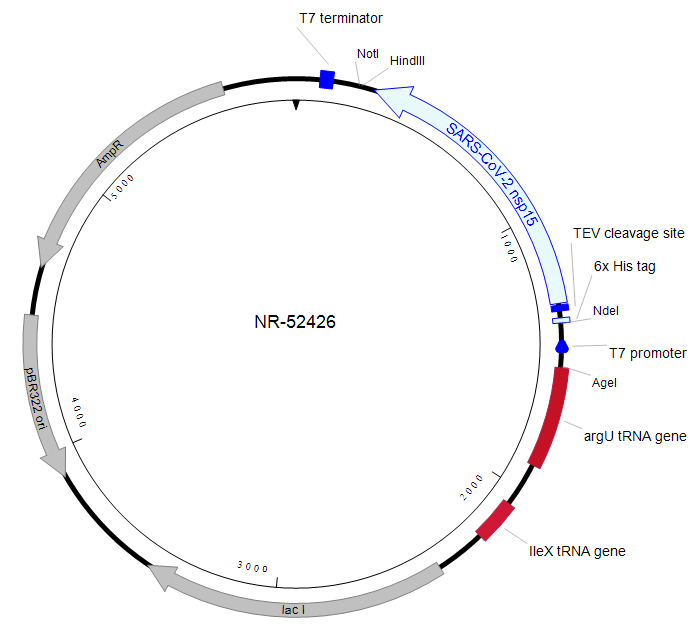 T7 terminator
NotI
HindIII
SARS-CoV-2 nsp15
AmpR
5000
1000
TEV cleavage site
6x His tag
NdeI
NR-52426
T7 promoter
AgeI
pBR322 ori
4000
argU tRNA gene
2000
IleX tRNA gene
3000
lac I